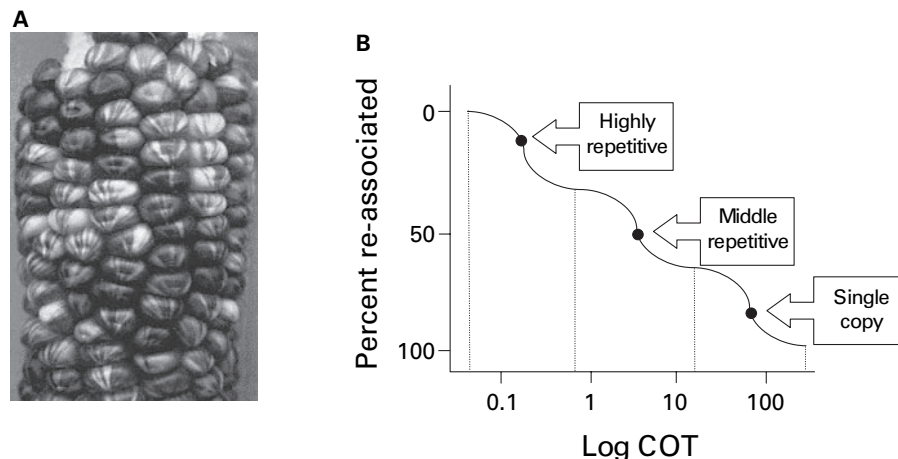 A
B
Percent re-associated
0
50
100
Highly
repetitive
Middle
repetitive
Single
copy
0.1
1
10
100
Log COT